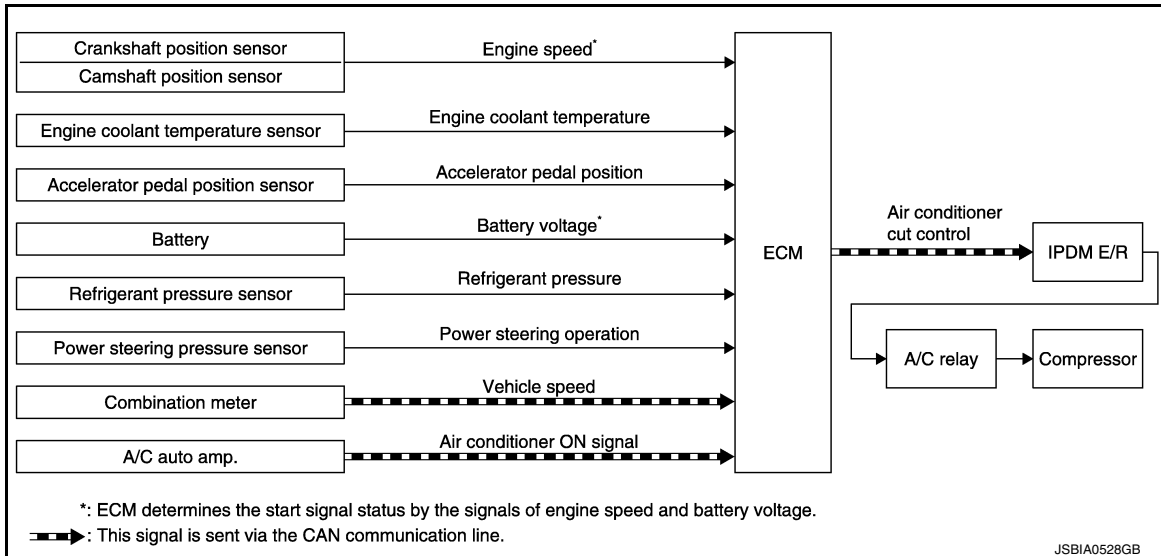 Crankshaft position sensor
Camshaft position sensor
Engine speed*
Engine coolant temperature sensor
Engine coolant temperature
Accelerator pedal position sensor
Accelerator pedal position
Battery
Battery voltage*
Refrigerant pressure sensor
Refrigerant pressure
Power steering pressure sensor
Power steering operation
Combination meter
Vehicle speed
A/C auto amp.
Air conditioner ON signal
ECM
Air conditioner
cut control
IPDM E/R
A/C relay
Compressor
*: ECM determines the start signal status by the signals of engine speed and battery voltage.
: This signal is sent via the CAN communication line.
JSBIA0528GB